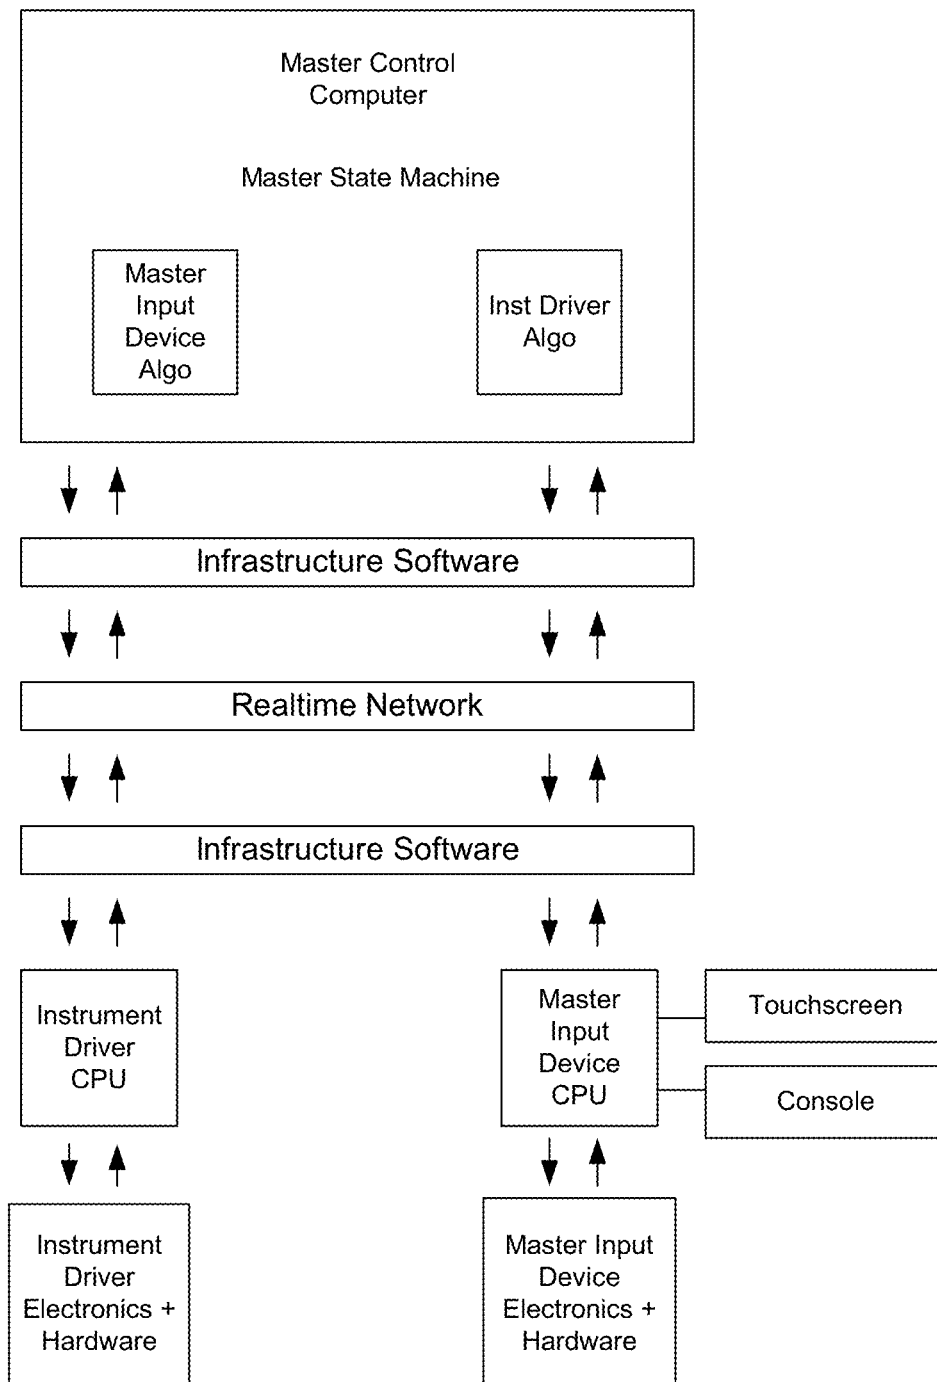 Master Control
Computer
Master State Machine
Master
Input
Device
Algo
Inst Driver
Algo
Infrastructure Software
Realtime Network
Infrastructure Software
Instrument
Driver
CPU
Master
Input
Device
CPU
Touchscreen
Console
Instrument
Driver
Electronics +
Hardware
Master Input
Device
Electronics +
Hardware